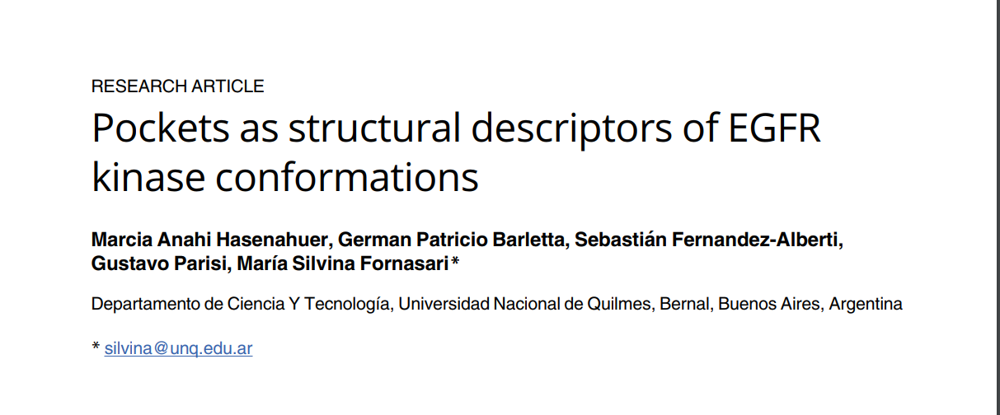 RESEARCH ARTICLE
Pockets as structural descriptors of EGFR
kinase conformations
Marcia Anahi Hasenahuer, German Patricio Barletta, Sebastián Fernandez-Alberti,
Gustavo Parisi, María Silvina Fornasari*
Departamento de Ciencia Y Tecnología, Universidad Nacional de Quilmes, Bernal, Buenos Aires, Argentina
* silvina@unq.edu.ar